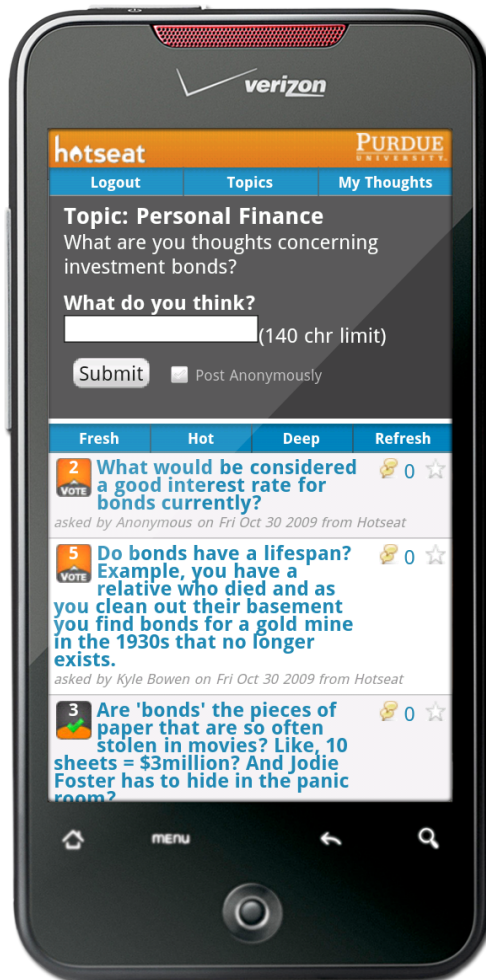 verizon
hotseat
PURDUE
UNIVERSITY.
Logout Topics My Thoughts
Topic: Personal Finance
What are you thoughts concerning
investment bonds?
What do you think?
(140 chr limit)
Submit Post Anonymously
Fresh Hot Deep Refresh
2
VOTE
What would be considered 0
a good interest rate for
bonds currently?
asked by Anonymous on Fri Oct 30 2009 from Hotseat
5
VOTE
Do bonds have a lifespan? 0
Example, you have a
relative who died and as
you clean out their basement
you find bonds for a gold mine
in the 1930s that no longer
exists.
asked by Kyle Bowen on Fri Oct 30 2009 from Hotseat
3
Are 'bonds' the pieces of 0
paper that are so often
stolen in movies? Like, 10
sheets = $3million? And Jodie
Foster has to hide in the panic
room?
MENU